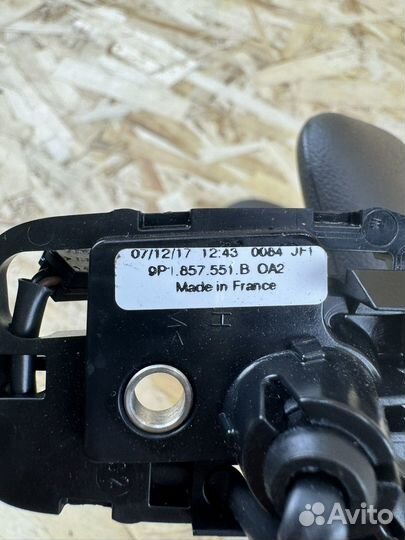 07/12/17 12:43 0084 JF1
9P1.857.551.B OA2
Made in France
H
Avito